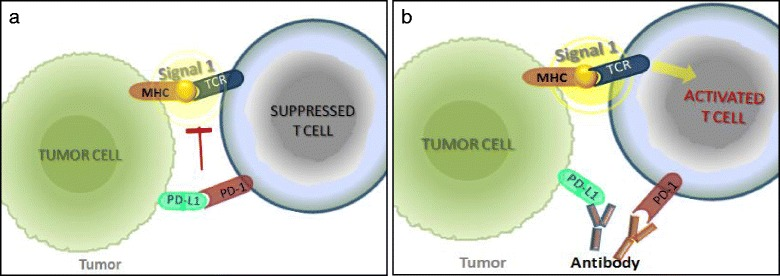 a
Signal 1
MHC
TCR
TUMOR CELL
SUPPRESSED
T CELL
PD-L1
PD-1
Tumor
b
Signal 1
MHC
TCR
TUMOR CELL
ACTIVATED
T CELL
PD-L1
PD-1
Tumor
Antibody